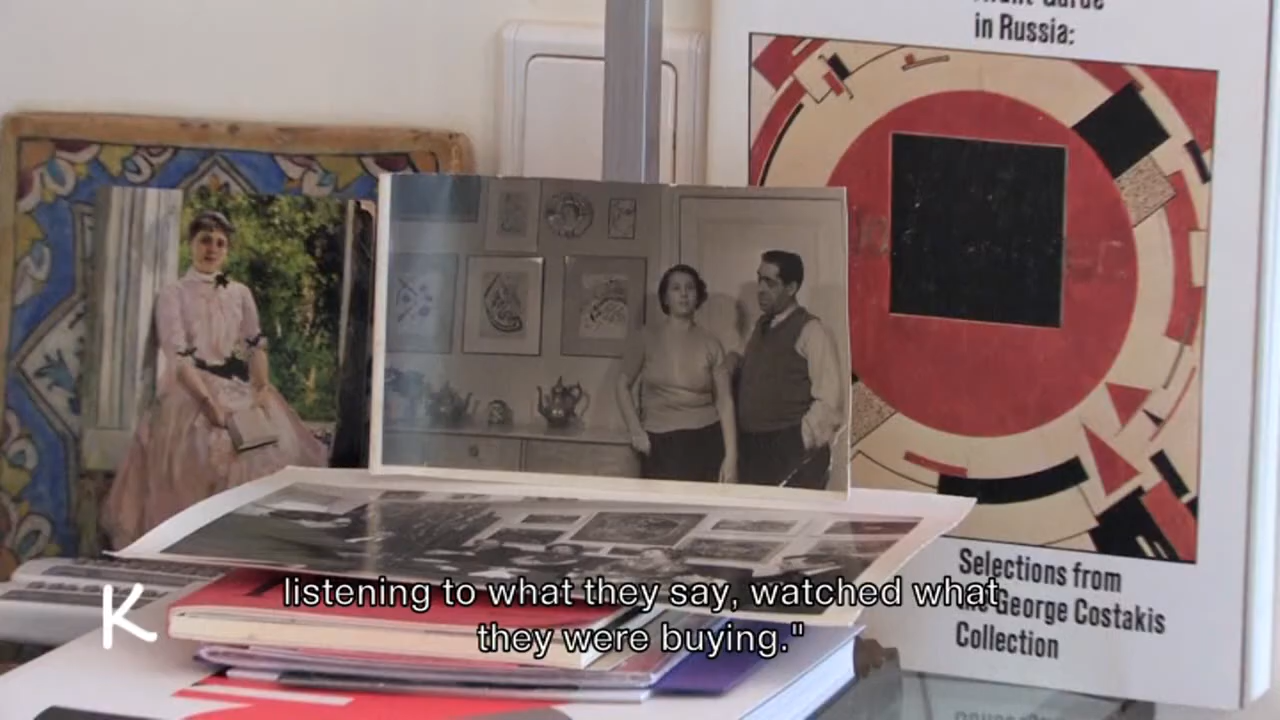 in Russia:
Selections from
George Costakis
Collection
listening to what they say, watched what
they were buying."
K